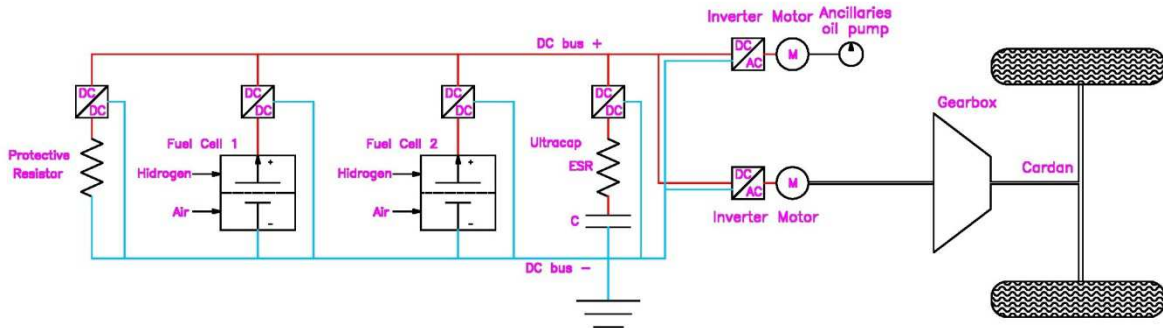 Inverter Motor
Ancillaries
oil pump
DC bus +
DC
AC
M
DC
DC
DC
DC
DC
DC
DC
DC
Gearbox
Protective
Resistor
Fuel Cell 1
+
Hidrogen
Air
-
Fuel Cell 2
+
Hidrogen
Air
-
Ultracap
ESR
C
DC
AC
M
Inverter Motor
Cardan
DC bus -